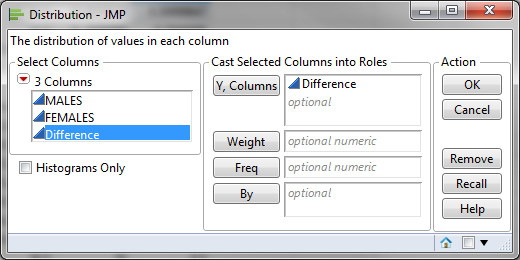 Distribution - JMP
The distribution of values in each column
Select Columns
3 Columns
MALES
FEMALES
Difference
Histograms Only
Cast Selected Columns into Roles
Y, Columns
Difference
optional
Weight
optional numeric
Freq
optional numeric
By
optional
Action
OK
Cancel
Remove
Recall
Help